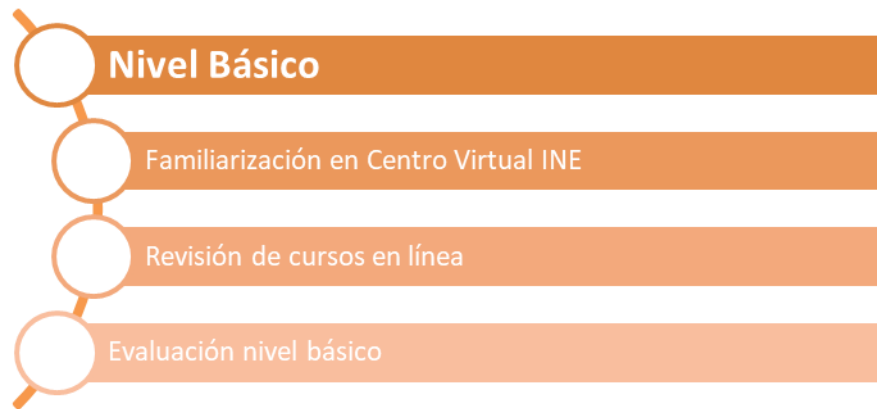 Nivel Básico
Familiarización en Centro Virtual INE
Revisión de cursos en línea
Evaluación nivel básico